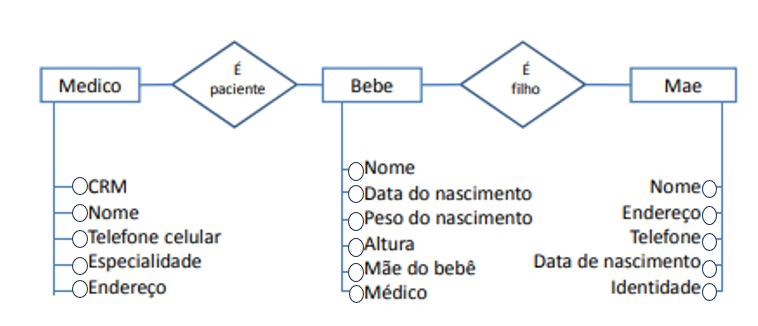 Medico
É
paciente
Bebe
É
filho
Mae
CRM
Nome
Telefone celular
Especialidade
Endereço
Nome
Data do nascimento
Peso do nascimento
Altura
Mãe do bebê
Médico
Nome
Endereço
Telefone
Data de nascimento
Identidade